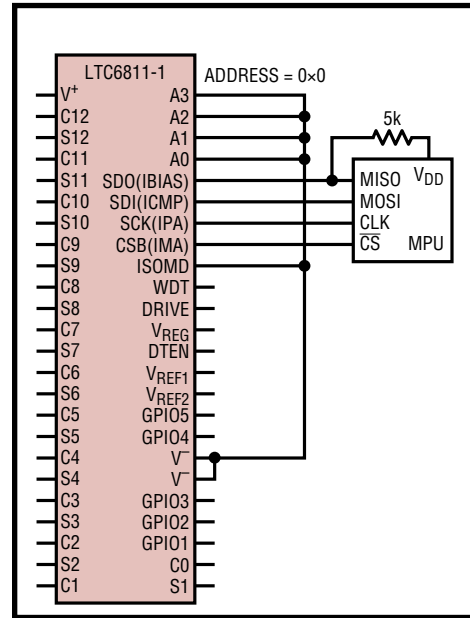 LTC6811-1
ADDRESS = 0×0
V+ A3
C12 A2
S12 A1
C11 A0
S11 SDO(IBIAS)
C10 SDI(ICMP)
S10 SCK(IPA)
C9 CSB(IMA)
S9 ISOMD
C8 WDT
S8 DRIVE
C7 VREG
S7 DTEN
C6 VREF1
S6 VREF2
C5 GPIO5
S5 GPIO4
C4 V–
S4 V–
C3 GPIO3
S3 GPIO2
C2 GPIO1
S2 C0
C1 S1
5k
MISO VDD
MOSI
CLK
CS MPU